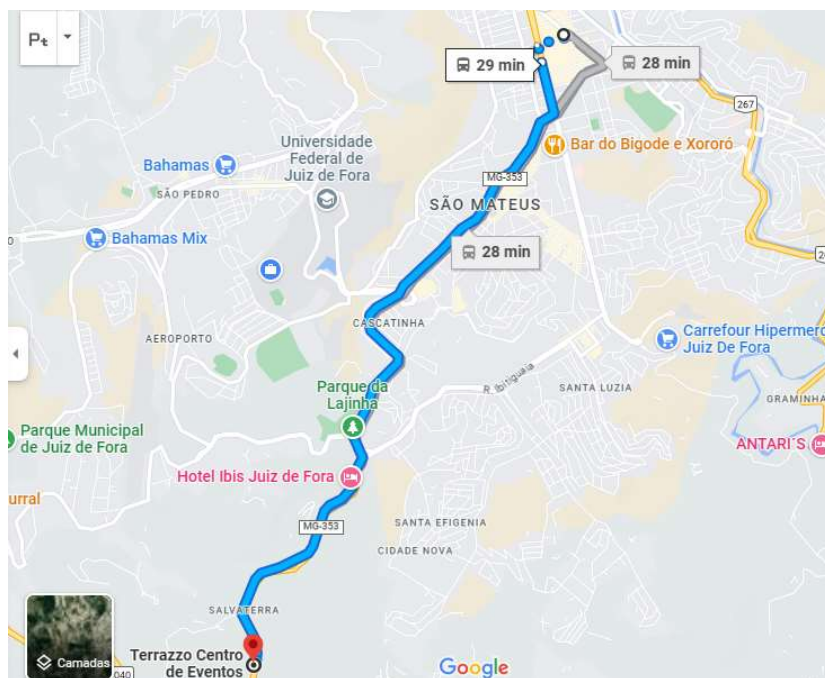 Pt
29 min
28 min
267
Universidade
Federal de
Juiz de Fora
Bar do Bigode e Xororó
Bahamas
SÃO PEDRO
MG-353
SÃO MATEUS
Bahamas Mix
28 min
CASCATINHA
AEROPORTO
Carrefour Hipermerc
Juiz De Fora
R. Ibitiguaia
SANTA LUZIA
Parque da
Lajinha
GRAMINHA
Parque Municipal
de Juiz de Fora
ANTARI´S
Hotel Ibis Juiz de Fora
urral
MG-353
SANTA EFIGENIA
CIDADE NOVA
SALVATERRA
Terrazzo Centro
de Eventos
Camadas
040
Google